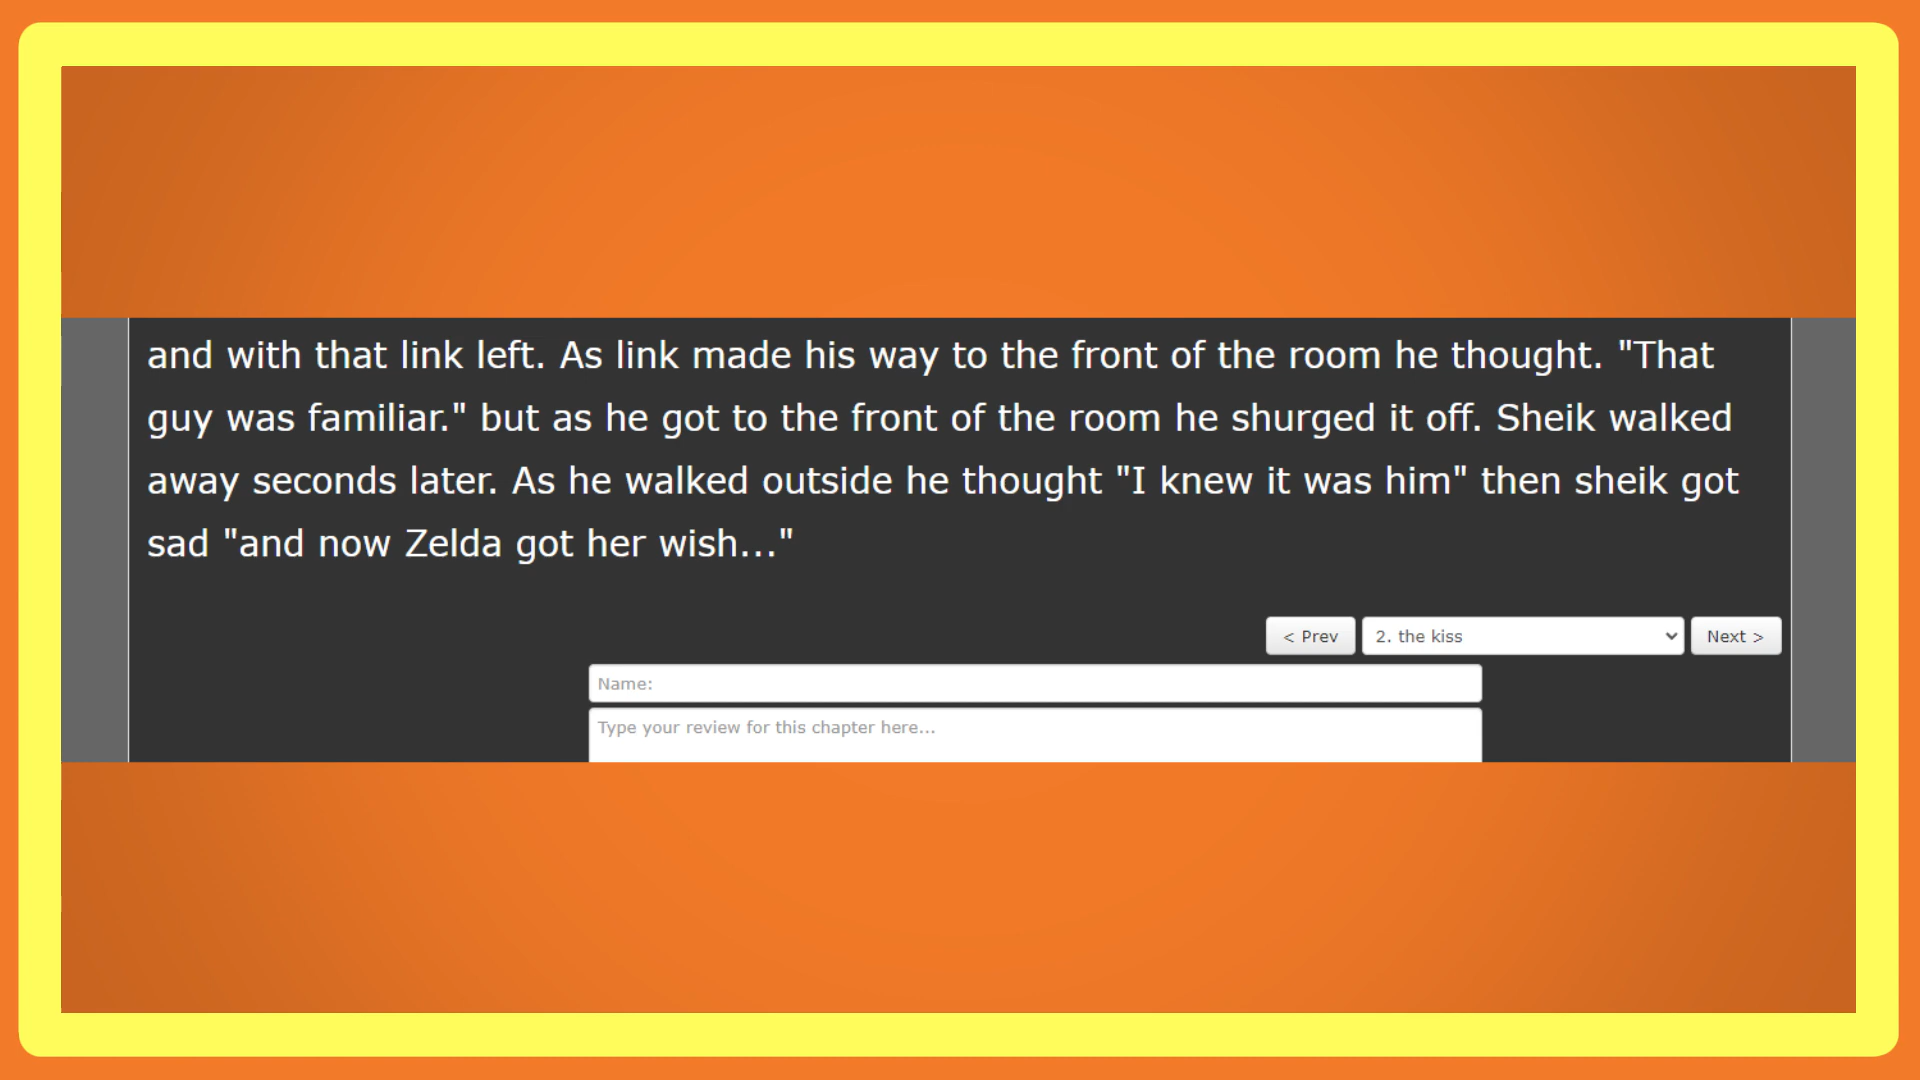 and with that link left. As link made his way to the front of the room he thought. "That
guy was familiar." but as he got to the front of the room he shurged it off. Sheik walked
away seconds later. As he walked outside he thought "I knew it was him" then sheik got
sad "and now Zelda got her wish..."
< Prev 2. the kiss Next >
Name:
Type your review for this chapter here...